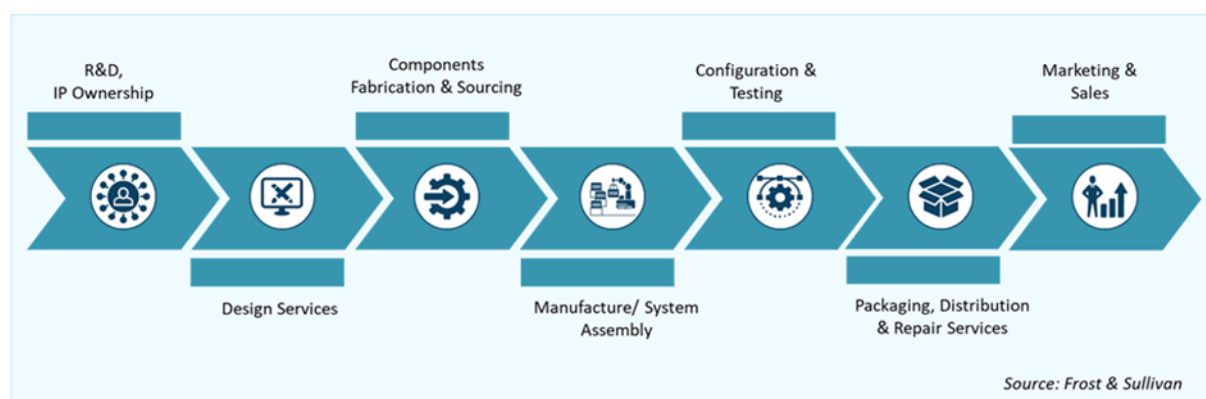 R&D,
IP Ownership
Design Services
Components
Fabrication & Sourcing
Manufacture/ System
Assembly
Configuration &
Testing
Packaging, Distribution
& Repair Services
Marketing &
Sales
Source: Frost & Sullivan